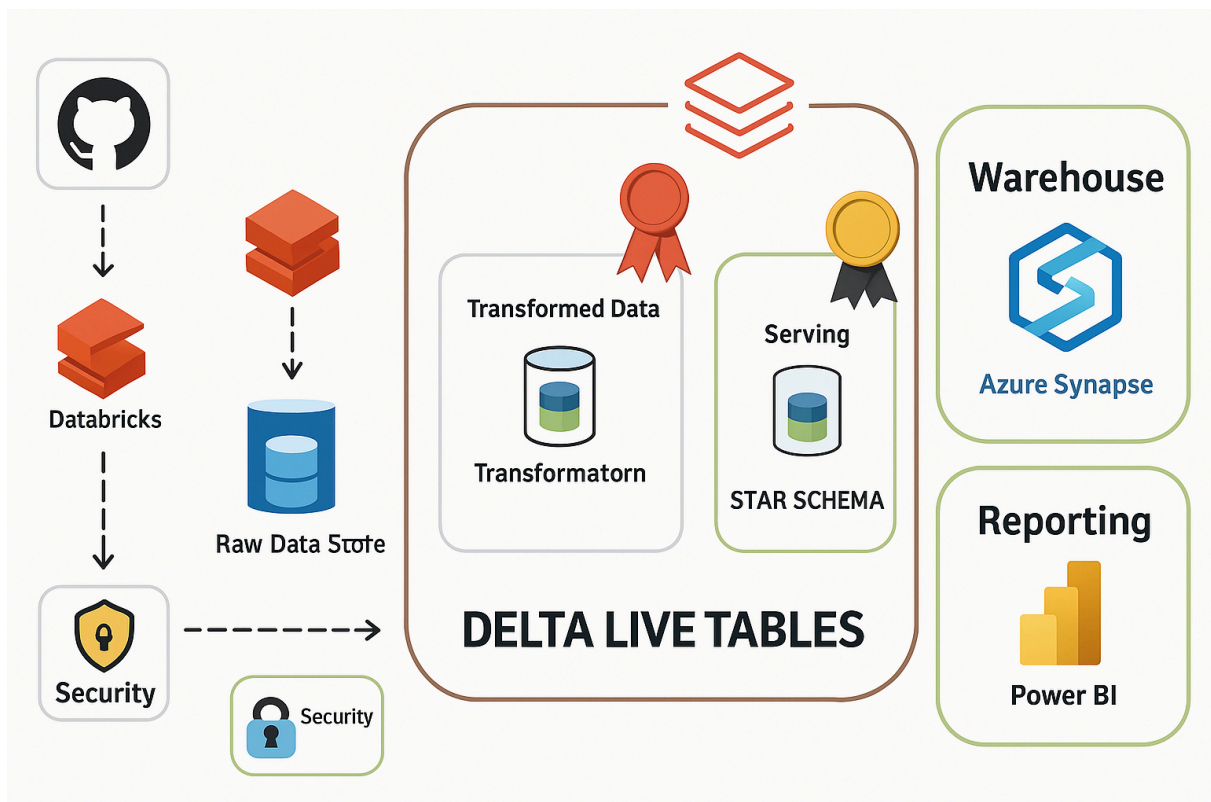 Databricks
Security
Raw Data
Security
Transformed Data
Transformatorn
Serving
STAR SCHEMA
DELTA LIVE TABLES
Warehouse
Azure Synapse
Reporting
Power BI